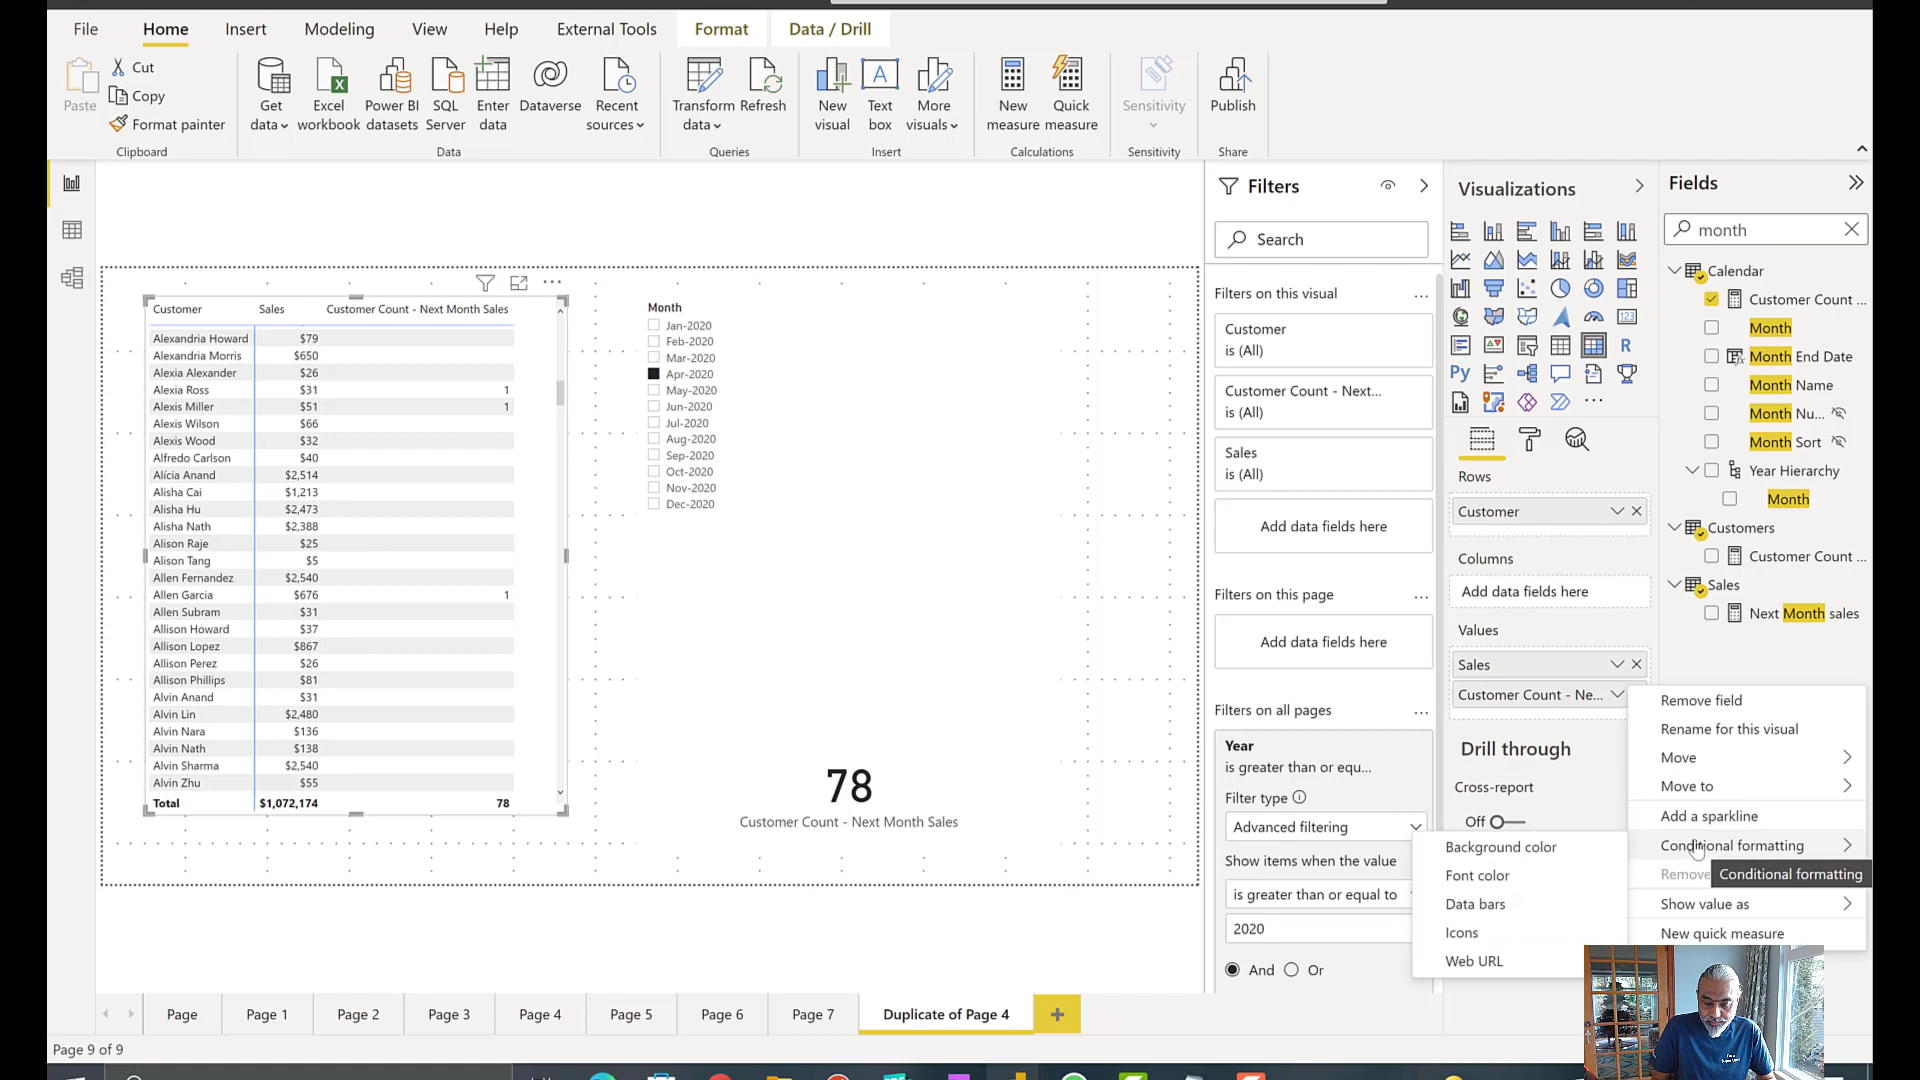 File Home Insert Modeling View Help External Tools Format Data / Drill
Paste
Cut
Copy
Format painter
Clipboard
Get data
Excel workbook
Power BI datasets
SQL Server
Enter data
Dataverse
Recent sources
Data
Transform data
Refresh
Queries
New visual
Text box
More visuals
Insert
New measure
Quick measure
Calculations
Sensitivity
Sensitivity
Publish
Share
Customer Sales Customer Count - Next Month Sales
Alexandria Howard $79
Alexandria Morris $650
Alexia Alexander $26
Alexia Ross $31 1
Alexis Miller $51 1
Alexis Wilson $66
Alexis Wood $32
Alfredo Carlson $40
Alícia Anand $2,514
Alisha Cai $1,213
Alisha Hu $2,473
Alisha Nath $2,388
Alison Raje $25
Alison Tang $5
Allen Fernandez $2,540
Allen Garcia $676 1
Allen Subram $31
Allison Howard $37
Allison Lopez $867
Allison Perez $26
Allison Phillips $81
Alvin Anand $31
Alvin Lin $2,480
Alvin Nara $136
Alvin Nath $138
Alvin Sharma $2,540
Alvin Zhu $55
Total $1,072,174 78
Month
Jan-2020
Feb-2020
Mar-2020
Apr-2020
May-2020
Jun-2020
Jul-2020
Aug-2020
Sep-2020
Oct-2020
Nov-2020
Dec-2020
78
Customer Count - Next Month Sales
Filters
Search
Filters on this visual ...
Customer
is (All)
Customer Count - Next...
is (All)
Sales
is (All)
Add data fields here
Filters on this page ...
Add data fields here
Filters on all pages ...
Year
is greater than or equ...
Filter type
Advanced filtering
Show items when the value
is greater than or equal to
2020
And Or
Visualizations
R
Py
Rows
Customer
Columns
Add data fields here
Values
Sales
Customer Count - Ne...
Drill through
Cross-report
Off
Fields
month
Calendar
Customer Count ...
Month
Month End Date
Month Name
Month Nu...
Month Sort
Year Hierarchy
Month
Customers
Customer Count ...
Sales
Next Month sales
Remove field
Rename for this visual
Move
Move to
Add a sparkline
Conditional formatting
Remove
Conditional formatting
Show value as
New quick measure
Background color
Font color
Data bars
Icons
Web URL
Page Page 1 Page 2 Page 3 Page 4 Page 5 Page 6 Page 7 Duplicate of Page 4
Page 9 of 9